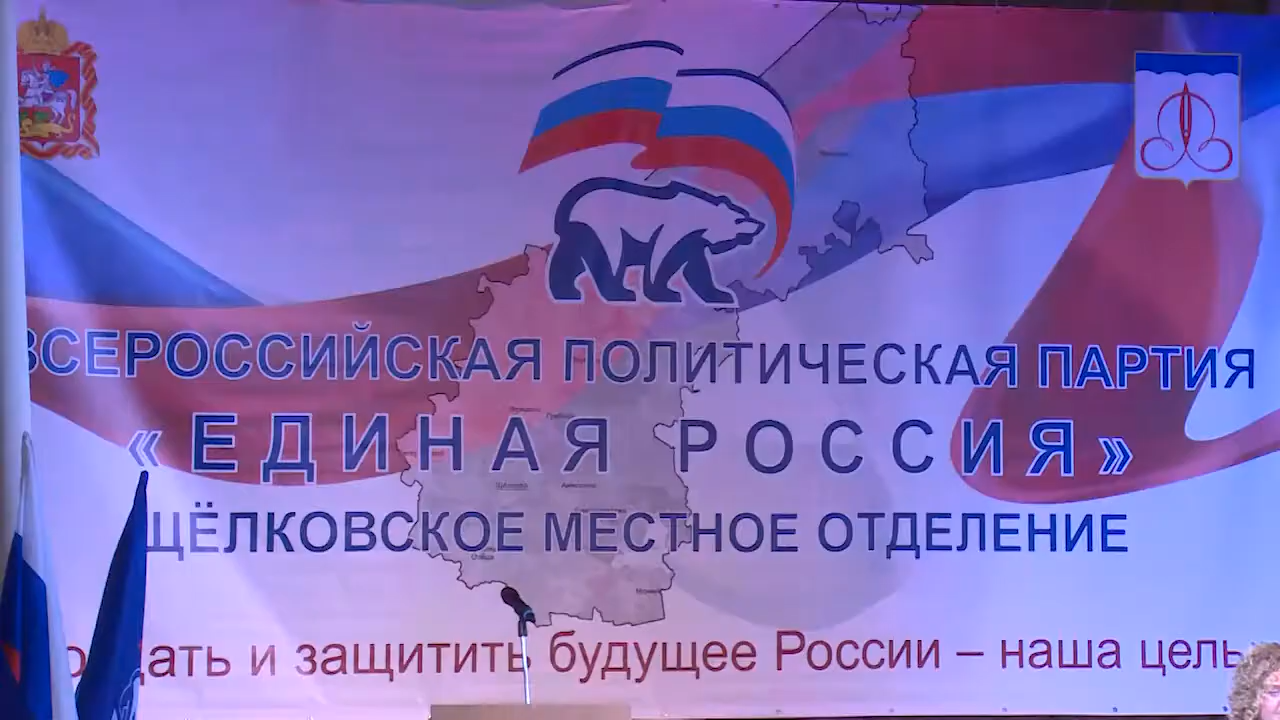 ВСЕРОССИЙСКАЯ ПОЛИТИЧЕСКАЯ ПАРТИЯ
«ЕДИНАЯ РОССИЯ»
ЩЁЛКОВСКОЕ МЕСТНОЕ ОТДЕЛЕНИЕ
и защитить будущее России – наша цель